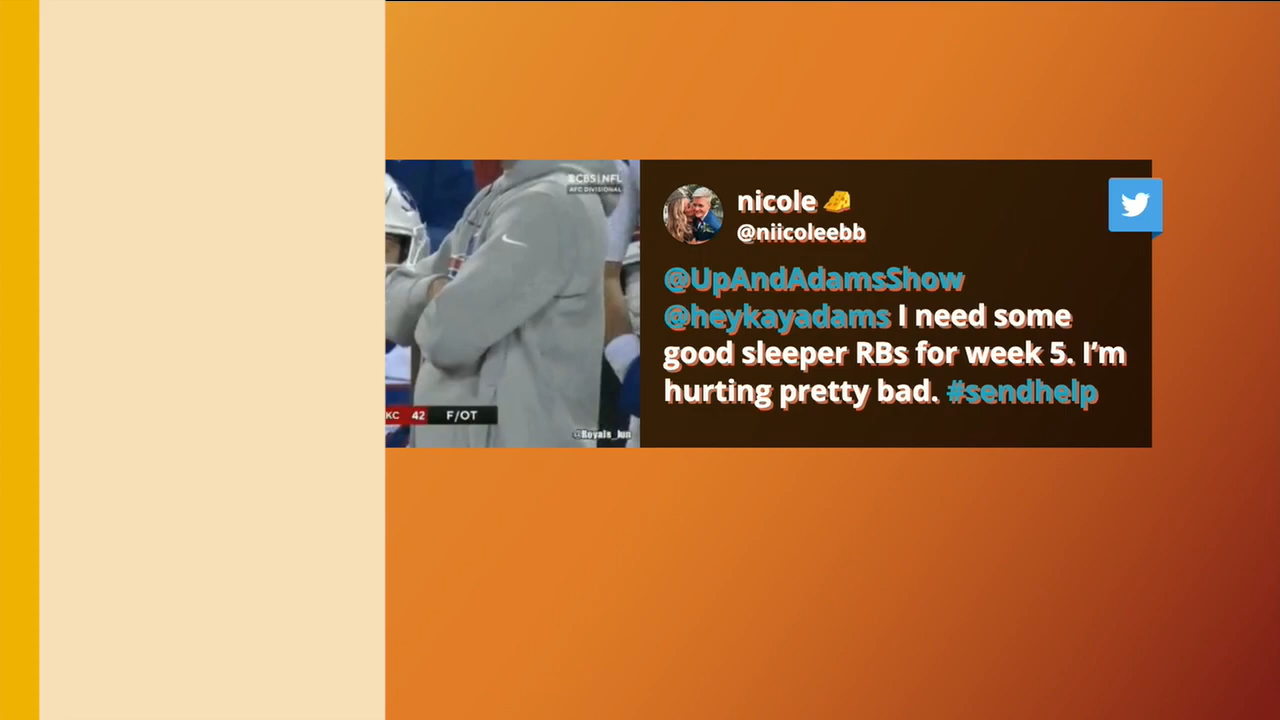 CBS | NFL
AFC DIVISIONAL
KC 42 F/OT
@Royals_Jun
nicole 🧀
@niicoleebb
@UpAndAdamsShow
@heykayadams I need some
good sleeper RBs for week 5. I'm
hurting pretty bad. #sendhelp